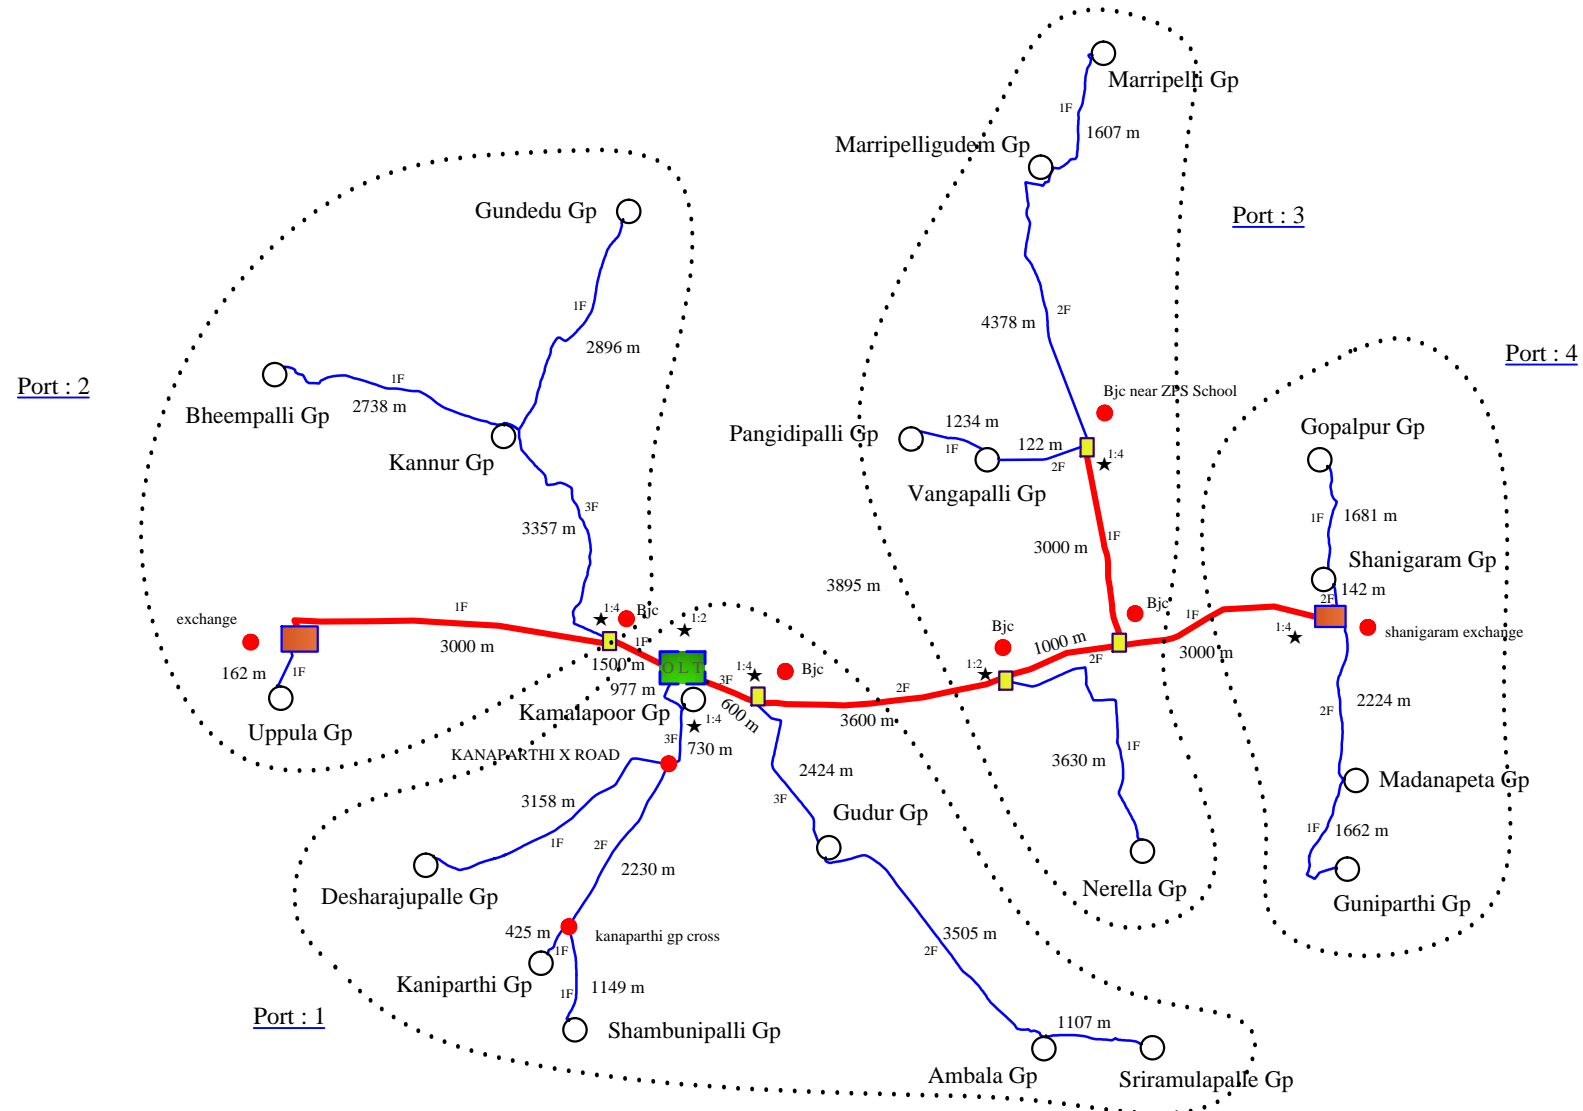 Marripelli Gp
1F
1607 m
Marripelligudem Gp
Gundedu Gp
Port : 3
1F
2896 m
2F
4378 m
Port : 4
Port : 2
1F
2738 m
Bheempalli Gp
Bjc near ZPS School
1234 m
Pangidipalli Gp
1F
122 m
2F
1:4
Vangapalli Gp
Gopalpur Gp
Kannur Gp
3F
3357 m
1F
1681 m
1F
3000 m
Shanigaram Gp
142 m
2F
3895 m
exchange
1F
3000 m
1:4
Bjc
1:2
1F
1500 m
O L T
Bjc
1F
3000 m
1:4
shanigaram exchange
Bjc
1000 m
2F
1:2
162 m
1F
977 m
3F
1:4
Bjc
600 m
2F
3600 m
Uppula Gp
Kamalapoor Gp
1:4
3F
730 m
KANAPARTHI X ROAD
2224 m
2F
3630 m
1F
2424 m
3F
3158 m
1F
2F
2230 m
Gudur Gp
Madanapeta Gp
1F
1662 m
Desharajupalle Gp
Nerella Gp
Guniparthi Gp
425 m
1F
kanaparthi gp cross
3505 m
2F
Kaniparthi Gp
1F
1149 m
Port : 1
Shambunipalli Gp
1107 m
Ambala Gp
Sriramulapalle Gp